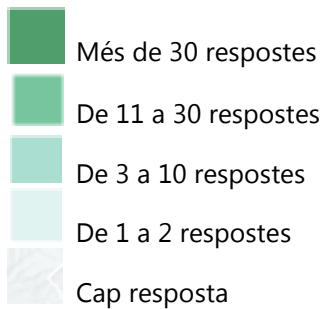 Més de 30 respostes
De 11 a 30 respostes
De 3 a 10 respostes
De 1 a 2 respostes
Cap resposta